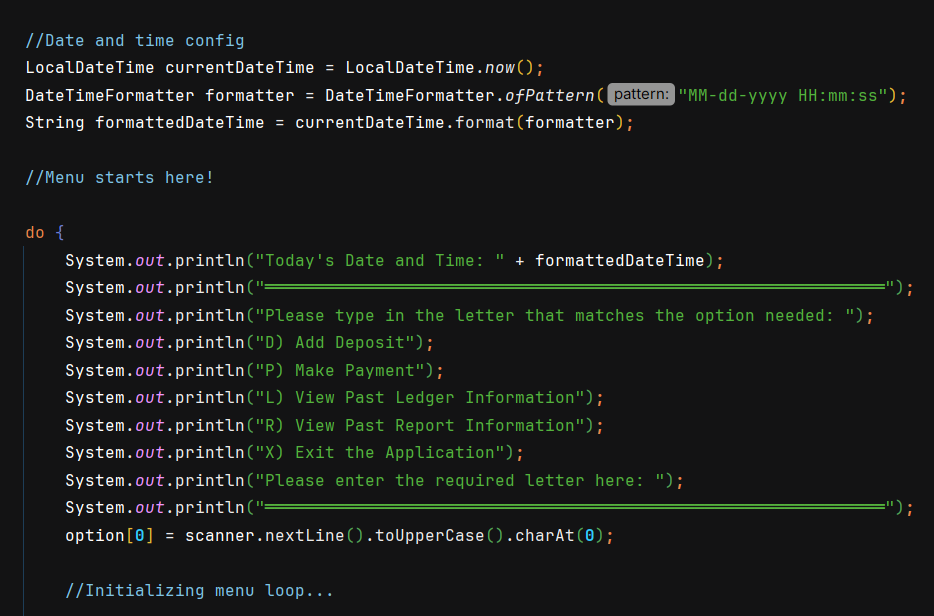 //Date and time config
LocalDateTime currentDateTime = LocalDateTime.now();
DateTimeFormatter formatter = DateTimeFormatter.ofPattern( pattern: "MM-dd-yyyy HH:mm:ss");
String formattedDateTime = currentDateTime.format(formatter);
//Menu starts here!
do {
System.out.println("Today's Date and Time: " + formattedDateTime);
System.out.println("══════════════════════════════════════════════════════════════");
System.out.println("Please type in the letter that matches the option needed: ");
System.out.println("D) Add Deposit");
System.out.println("P) Make Payment");
System.out.println("L) View Past Ledger Information");
System.out.println("R) View Past Report Information");
System.out.println("X) Exit the Application");
System.out.println("Please enter the required letter here: ");
System.out.println("══════════════════════════════════════════════════════════════");
option[0] = scanner.nextLine().toUpperCase().charAt(0);
//Initializing menu loop...